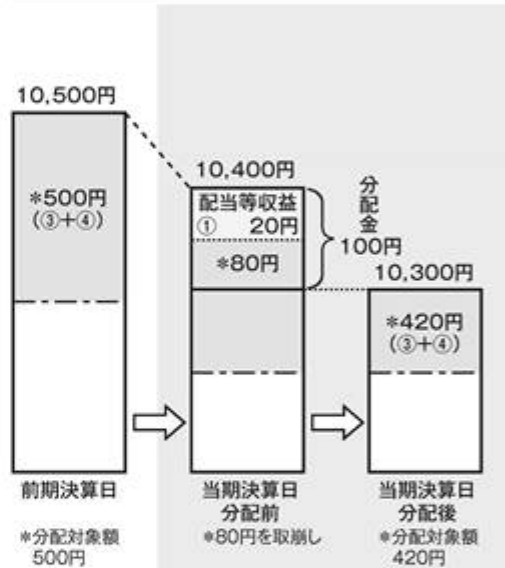 10,500円
*500円
(③+④)
前期決算日
*分配対象額
500円
10,400円
配当等収益
① 20円
*80円
分配金
100円
当期決算日
分配前
*80円を取崩し
10,300円
*420円
(③+④)
当期決算日
分配後
*分配対象額
420円